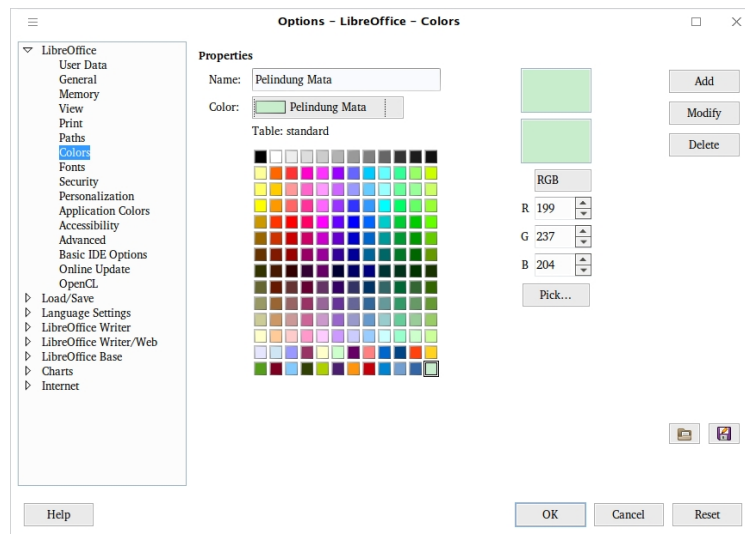 Options – LibreOffice – Colors
LibreOffice
User Data
General
Memory
View
Print
Paths
Colors
Fonts
Security
Personalization
Application Colors
Accessibility
Advanced
Basic IDE Options
Online Update
OpenCL
Load/Save
Language Settings
LibreOffice Writer
LibreOffice Writer/Web
LibreOffice Base
Charts
Internet
Properties
Name: Pelindung Mata
Color: Pelindung Mata
Table: standard
RGB
R 199
G 237
B 204
Pick...
Add
Modify
Delete
Help
OK Cancel Reset